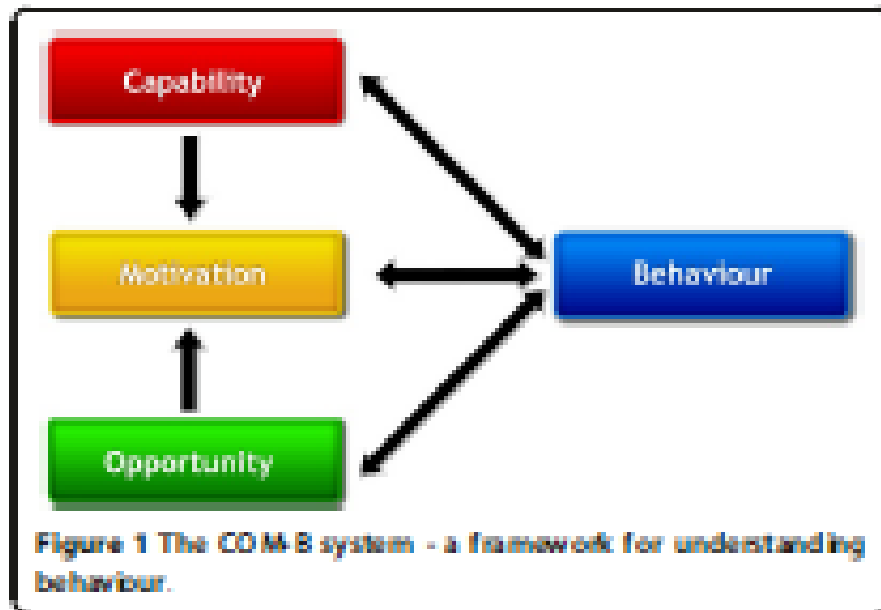 Capability
Motivation
Behaviour
Opportunity
Figure 1 The COM-B system - a framework for understanding
behaviour.